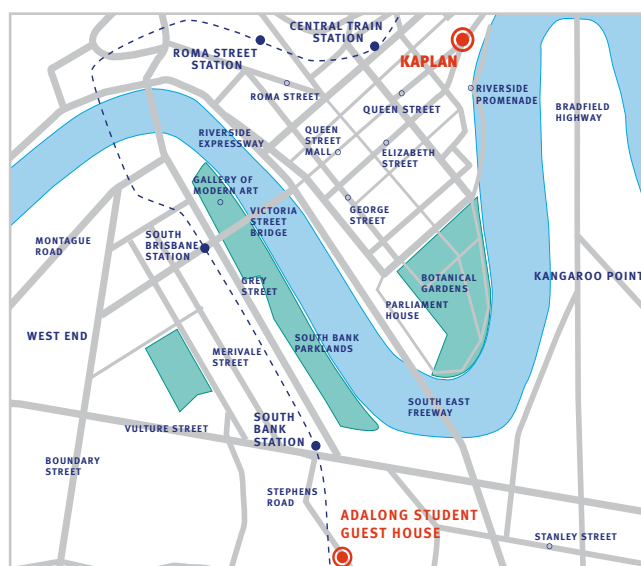 CENTRAL TRAIN
STATION
ROMA STREET
STATION
KAPLAN
ROMA STREET
QUEEN STREET
RIVERSIDE
PROMENADE
BRADFIELD
HIGHWAY
RIVERSIDE
EXPRESSWAY
QUEEN
STREET
MALL
ELIZABETH
STREET
GALLERY OF
MODERN ART
VICTORIA
STREET
BRIDGE
GEORGE
STREET
MONTAGUE
ROAD
SOUTH
BRISBANE
STATION
GREY
STREET
BOTANICAL
GARDENS
KANGAROO POINT
PARLIAMENT
HOUSE
WEST END
MERIVALE
STREET
SOUTH BANK
PARKLANDS
SOUTH EAST
FREEWAY
VULTURE STREET
SOUTH
BANK
STATION
BOUNDARY
STREET
STEPHENS
ROAD
ADALONG STUDENT
GUEST HOUSE
STANLEY STREET